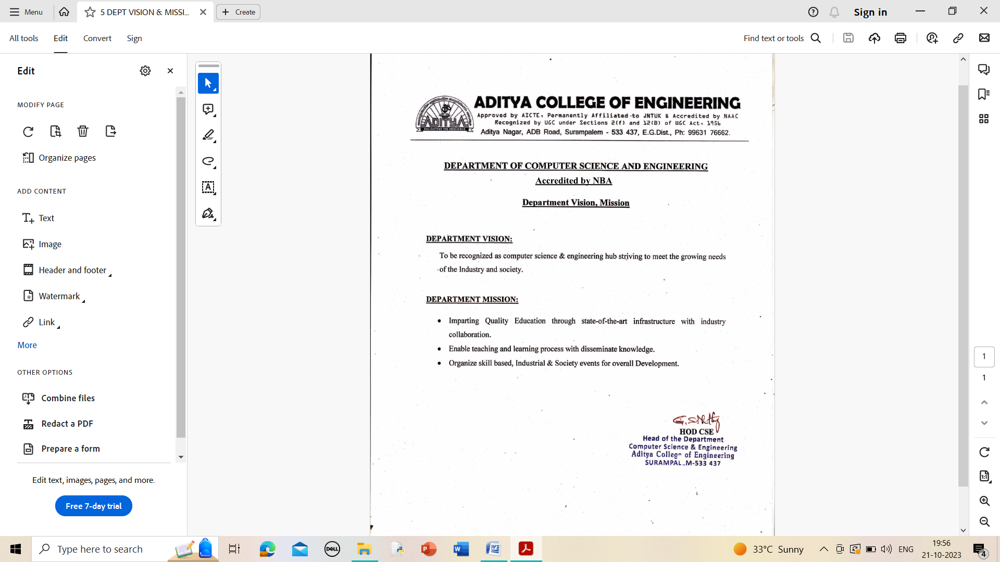 Menu
5 DEPT VISION & MISSI...
Create
Sign in
All tools
Edit
Convert
Sign
Find text or tools
Edit
MODIFY PAGE
Organize pages
ADD CONTENT
Text
Image
Header and footer
Watermark
Link
More
OTHER OPTIONS
Combine files
Redact a PDF
Prepare a form
Edit text, images, pages, and more.
Free 7-day trial
ADITYA
ENLIGHTENS THE NESCIENCE
ADITYA COLLEGE OF ENGINEERING
Approved by AICTE, Permanently Affiliated to JNTUK & Accredited by NAAC
Recognized by UGC under Sections 2(f) and 12(B) of UGC Act, 1956
Aditya Nagar, ADB Road, Surampalem - 533 437, E.G.Dist., Ph: 99631 76662.
DEPARTMENT OF COMPUTER SCIENCE AND ENGINEERING
Accredited by NBA
Department Vision, Mission
DEPARTMENT VISION:
To be recognized as computer science & engineering hub striving to meet the growing needs
of the Industry and society.
DEPARTMENT MISSION:
• Imparting Quality Education through state-of-the-art infrastructure with industry
collaboration.
• Enable teaching and learning process with disseminate knowledge.
• Organize skill based, Industrial & Society events for overall Development.
HOD CSE
Head of the Department
Computer Science & Engineering
Aditya College of Engineering
SURAMPAL M-533 437
1
1
1:1
Type here to search
DELL
33°C Sunny
ENG
19:56
21-10-2023
4